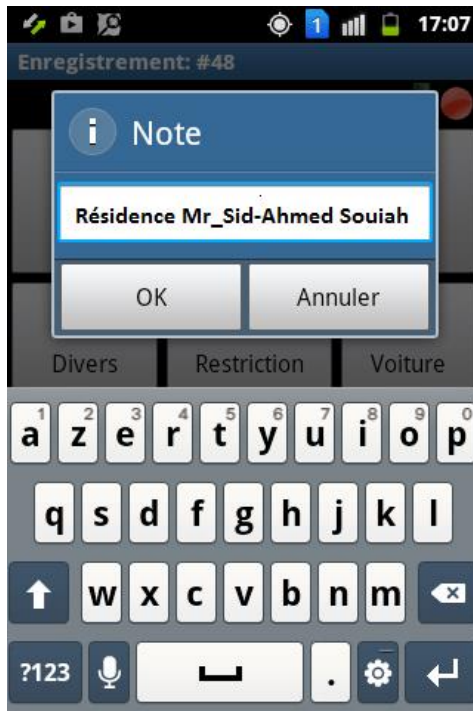 1 17:07
Enregistrement: #48
i Note
Résidence Mr_Sid-Ahmed Souiah
OK Annuler
Divers Restriction Voiture
1 2 3 4 5 6 7 8 9 0
a z e r t y u i o p
q s d f g h j k l
w x c v b n m
?123 .